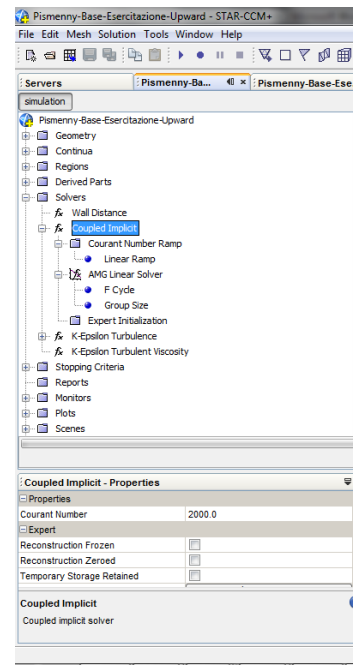 Pismenny-Base-Esercitazione-Upward - STAR-CCM+
File Edit Mesh Solution Tools Window Help
Servers Pismenny-Ba... Pismenny-Base-Ese
simulation
Pismenny-Base-Esercitazione-Upward
Geometry
Continua
Regions
Derived Parts
Solvers
fx Wall Distance
fx Coupled Implicit
Courant Number Ramp
Linear Ramp
AMG Linear Solver
F Cycle
Group Size
Expert Initialization
fx K-Epsilon Turbulence
fx K-Epsilon Turbulent Viscosity
Stopping Criteria
Reports
Monitors
Plots
Scenes
Coupled Implicit - Properties
Properties
Courant Number 2000.0
Expert
Reconstruction Frozen
Reconstruction Zeroed
Temporary Storage Retained
Coupled Implicit
Coupled implicit solver